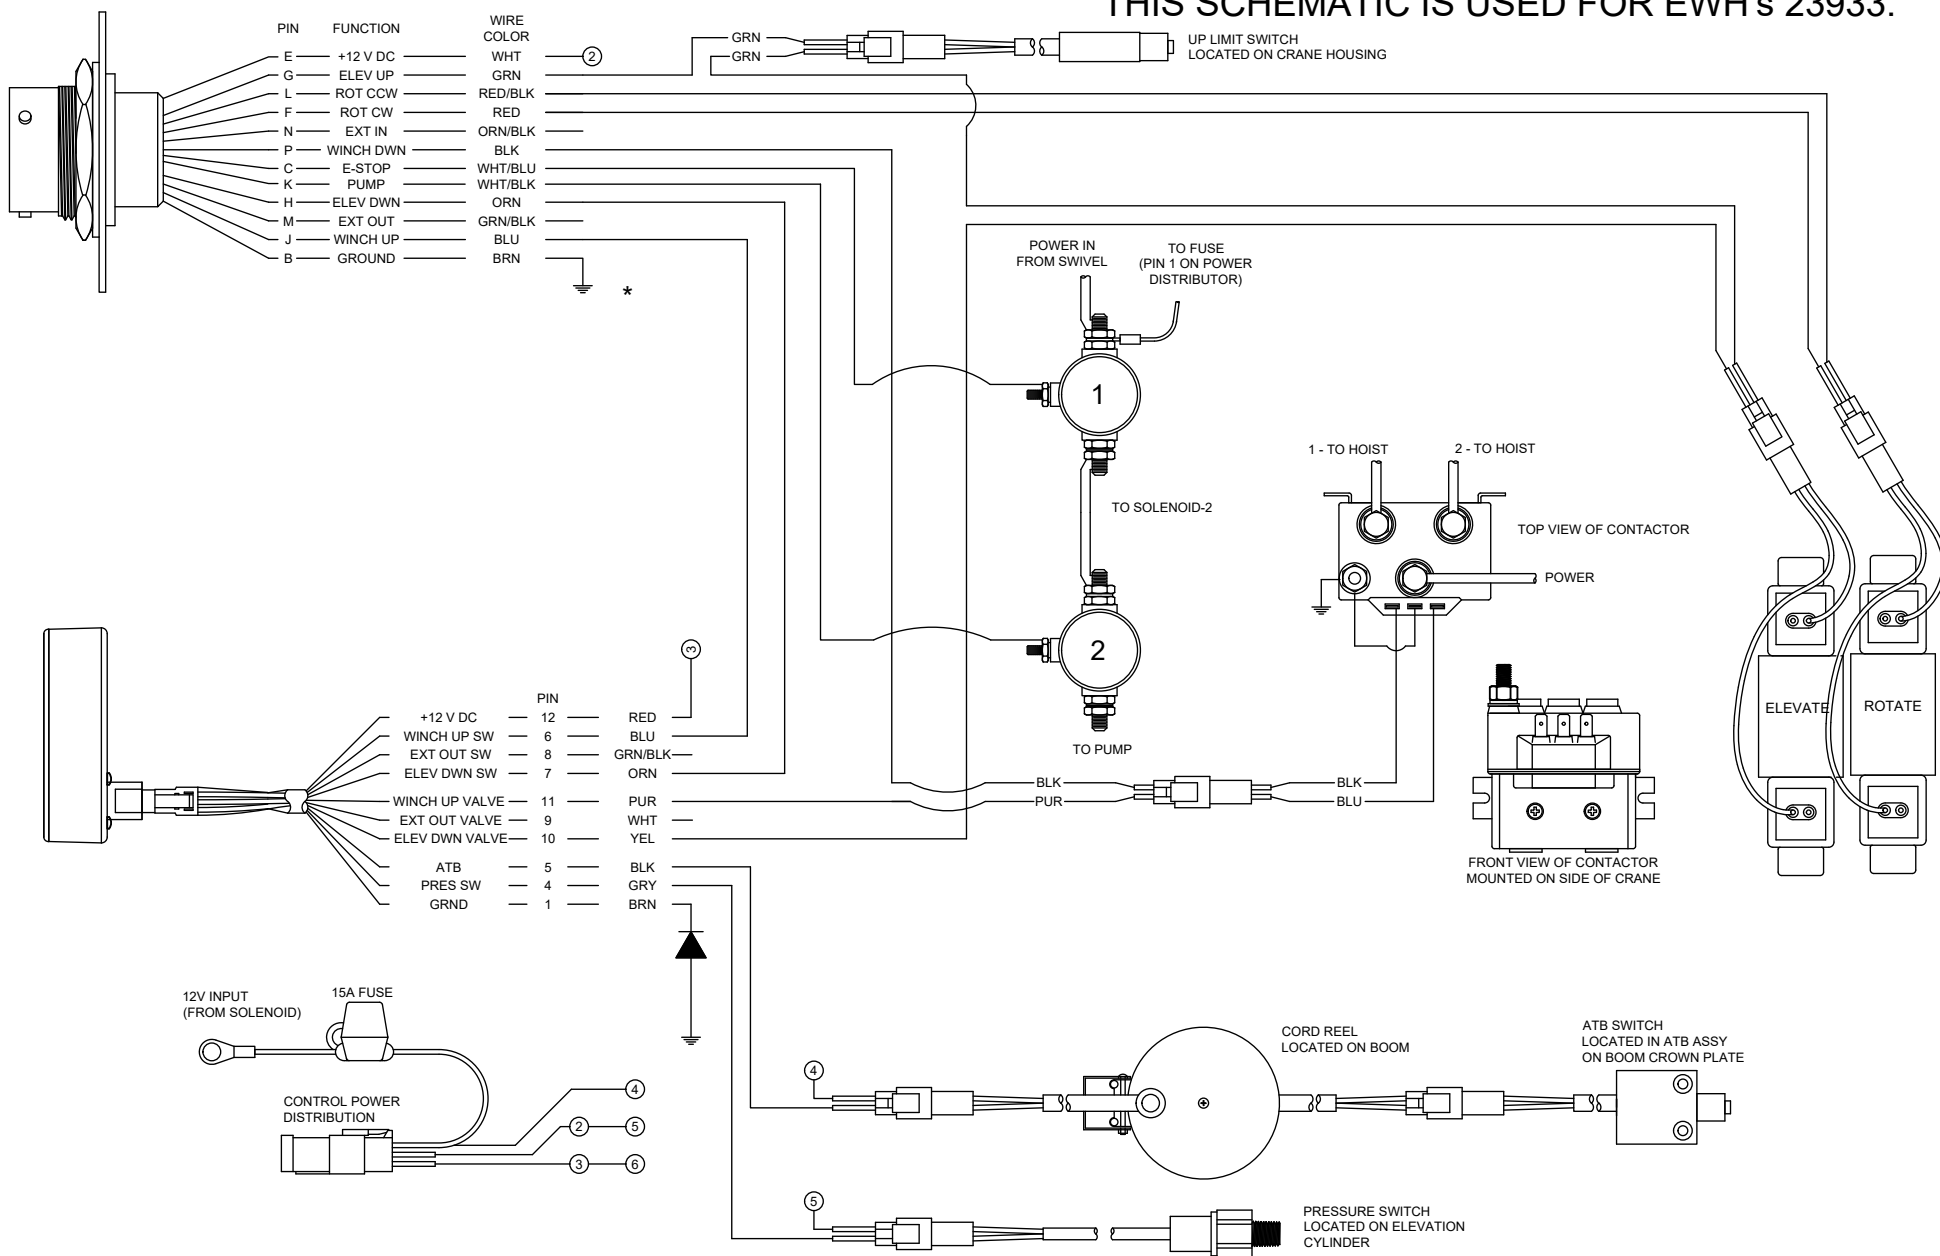 THIS SCHEMATIC IS USED FOR EWH's 23933.
PIN FUNCTION WIRE COLOR
E +12 V DC WHT 2
G ELEV UP GRN
L ROT CCW RED/BLK
F ROT CW RED
N EXT IN ORN/BLK
P WINCH DWN BLK
C E-STOP WHT/BLU
K PUMP WHT/BLK
H ELEV DWN ORN
M EXT OUT GRN/BLK
J WINCH UP BLU
B GROUND BRN
*
GRN
GRN
UP LIMIT SWITCH
LOCATED ON CRANE HOUSING
POWER IN
FROM SWIVEL
TO FUSE
(PIN 1 ON POWER
DISTRIBUTOR)
1
TO SOLENOID-2
2
TO PUMP
1 - TO HOIST
2 - TO HOIST
TOP VIEW OF CONTACTOR
POWER
ELEVATE
ROTATE
FRONT VIEW OF CONTACTOR
MOUNTED ON SIDE OF CRANE
3
PIN
+12 V DC 12 RED
WINCH UP SW 6 BLU
EXT OUT SW 8 GRN/BLK
ELEV DWN SW 7 ORN
WINCH UP VALVE 11 PUR
EXT OUT VALVE 9 WHT
ELEV DWN VALVE 10 YEL
ATB 5 BLK
PRES SW 4 GRY
GRND 1 BRN
BLK BLK
PUR BLU
12V INPUT
(FROM SOLENOID)
15A FUSE
CONTROL POWER
DISTRIBUTION
4
2 5
3 6
4
CORD REEL
LOCATED ON BOOM
ATB SWITCH
LOCATED IN ATB ASSY
ON BOOM CROWN PLATE
5
PRESSURE SWITCH
LOCATED ON ELEVATION
CYLINDER